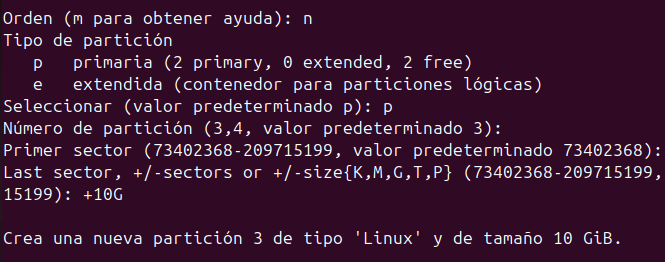 Orden (m para obtener ayuda): n
Tipo de partición
   p   primaria (2 primary, 0 extended, 2 free)
   e   extendida (contenedor para particiones lógicas)
Seleccionar (valor predeterminado p): p
Número de partición (3,4, valor predeterminado 3):
Primer sector (73402368-209715199, valor predeterminado 73402368):
Last sector, +/-sectors or +/-size{K,M,G,T,P} (73402368-209715199,
15199): +10G

Crea una nueva partición 3 de tipo 'Linux' y de tamaño 10 GiB.